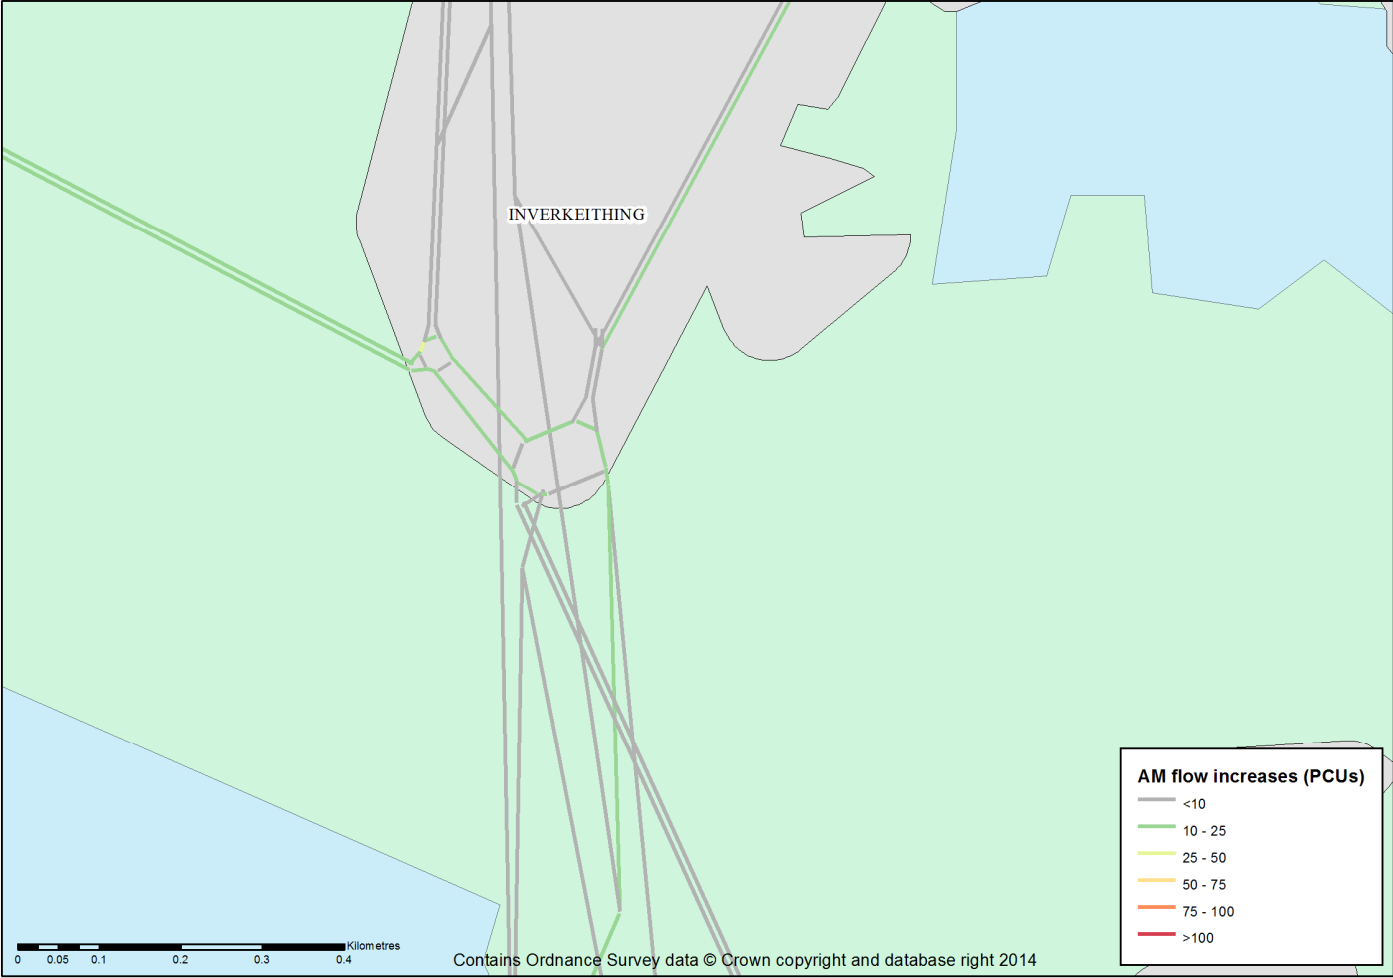 INVERKEITHING
AM flow increases (PCUs)
<10
10 - 25
25 - 50
50 - 75
75 - 100
>100
Kilometres
0 0.05 0.1 0.2 0.3 0.4
Contains Ordnance Survey data © Crown copyright and database right 2014